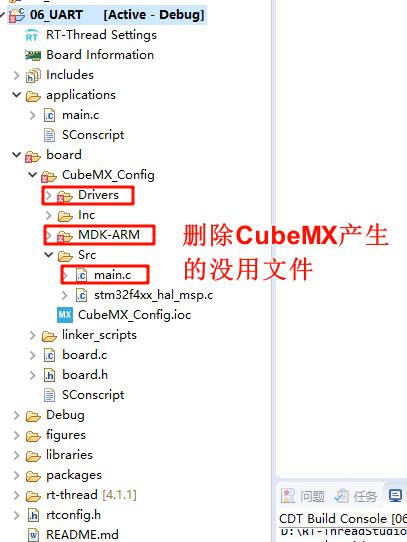 06_UART [Active - Debug]
RT-Thread Settings
Board Information
Includes
applications
main.c
SConscript
board
CubeMX_Config
Drivers
Inc
MDK-ARM
Src
main.c
stm32f4xx_hal_msp.c
MX CubeMX_Config.ioc
linker_scripts
board.c
board.h
SConscript
Debug
figures
libraries
packages
rt-thread [4.1.1]
rtconfig.h
README.md
删除CubeMX产生
的没用文件
问题 任务
CDT Build Console [06
D:\RT-ThreadStudio